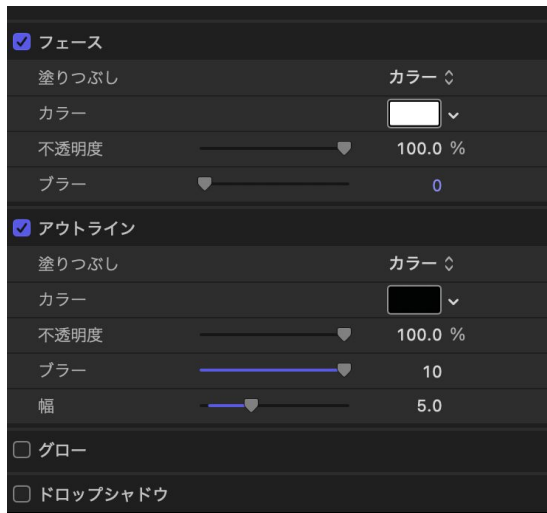 フェース
塗りつぶし カラー
カラー
不透明度 100.0 %
ブラー 0
アウトライン
塗りつぶし カラー
カラー
不透明度 100.0 %
ブラー 10
幅 5.0
グロー
ドロップシャドウ